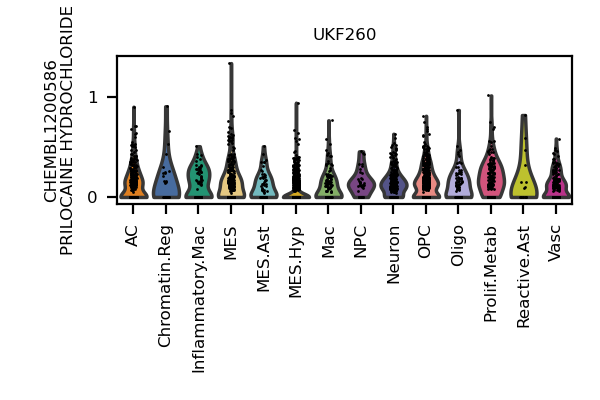 UKF260
CHEMBL1200586
PRILOCAINE HYDROCHLORIDE
1
0
AC
Chromatin.Reg
Inflammatory.Mac
MES
MES.Ast
MES.Hyp
Mac
NPC
Neuron
OPC
Oligo
Prolif.Metab
Reactive.Ast
Vasc